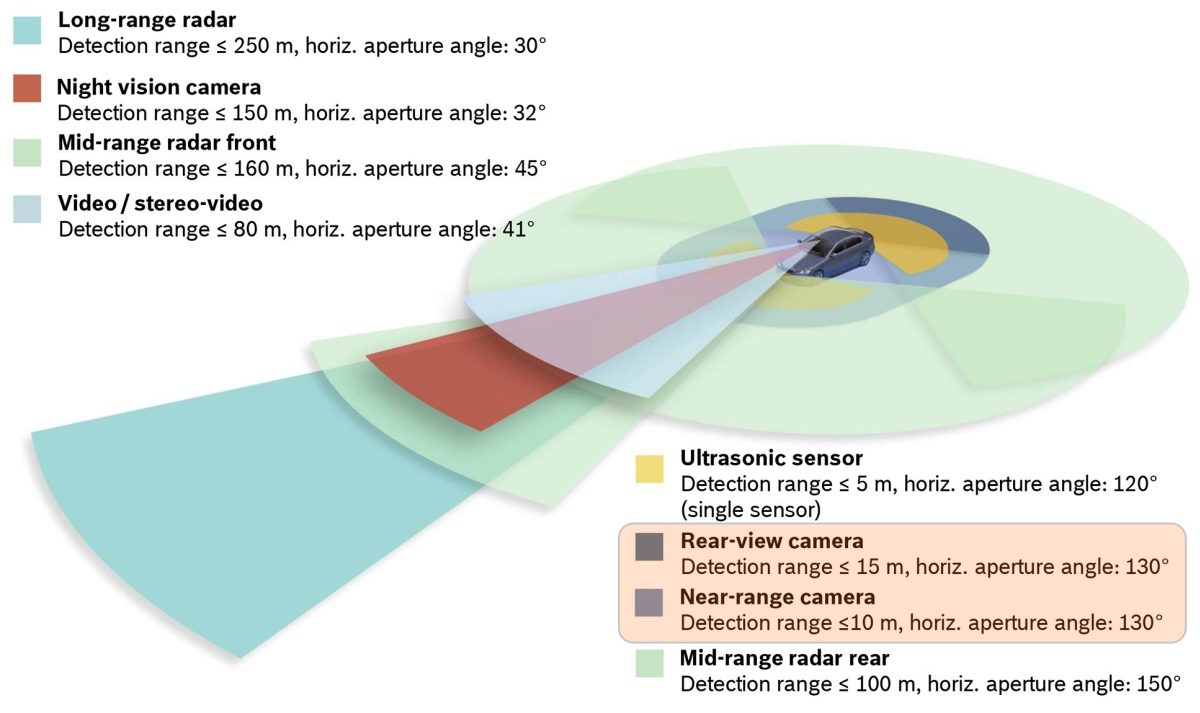 Long-range radar
Detection range ≤ 250 m, horiz. aperture angle: 30°
Night vision camera
Detection range ≤ 150 m, horiz. aperture angle: 32°
Mid-range radar front
Detection range ≤ 160 m, horiz. aperture angle: 45°
Video / stereo-video
Detection range ≤ 80 m, horiz. aperture angle: 41°
Ultrasonic sensor
Detection range ≤ 5 m, horiz. aperture angle: 120°
(single sensor)
Rear-view camera
Detection range ≤ 15 m, horiz. aperture angle: 130°
Near-range camera
Detection range ≤10 m, horiz. aperture angle: 130°
Mid-range radar rear
Detection range ≤ 100 m, horiz. aperture angle: 150°